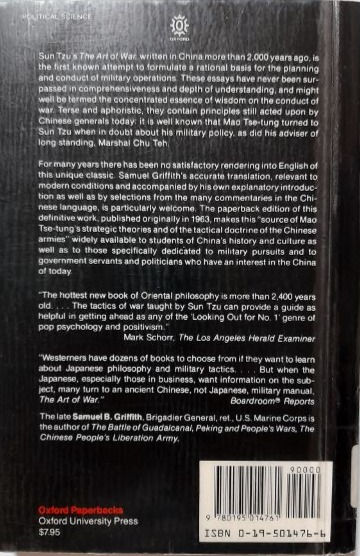 POLITICAL SCIENCE
OXFORD
Sun Tzu's The Art of War, written in China more than 2,000 years ago, is
the first known attempt to formulate a rational basis for the planning
and conduct of military operations. These essays have never been sur-
passed in comprehensiveness and depth of understanding, and might
well be termed the concentrated essence of wisdom on the conduct of
war. Terse and aphoristic, they contain principles still acted upon by
Chinese generals today: it is well known that Mao Tse-tung turned to
Sun Tzu when in doubt about his military policy, as did his adviser of
long standing, Marshal Chu Teh.
For many years there has been no satisfactory rendering into English of
this unique classic. Samuel Griffith's accurate translation, relevant to
modern conditions and accompanied by his own explanatory introduc-
tion as well as by selections from the many commentaries in the Chi-
nese language, is particularly welcome. The paperback edition of this
definitive work, published originally in 1963, makes this "source of Mao
Tse-tung's strategic theories and of the tactical doctrine of the Chinese
armies" widely available to students of China's history and culture as
well as to those specifically dedicated to military pursuits and to
government servants and politicians who have an interest in the China
of today.
"The hottest new book of Oriental philosophy is more than 2,400 years
old. . . . The tactics of war taught by Sun Tzu can provide a guide as
helpful in getting ahead as any of the 'Looking Out for No. 1' genre of
pop psychology and positivism."
Mark Schorr, The Los Angeles Herald Examiner
"Westerners have dozens of books to choose from if they want to learn
about Japanese philosophy and military tactics. . . . But when the
Japanese, especially those in business, want information on the sub-
ject, many turn to an ancient Chinese, not Japanese, military manual,
The Art of War." Boardroom® Reports
The late Samuel B. Griffith, Brigadier General, ret., U.S. Marine Corps is
the author of The Battle of Guadalcanal, Peking and People's Wars, The
Chinese People's Liberation Army.
Oxford Paperbacks
Oxford University Press
$7.95
90000
9 780195 014761
ISBN 0-19-501476-6